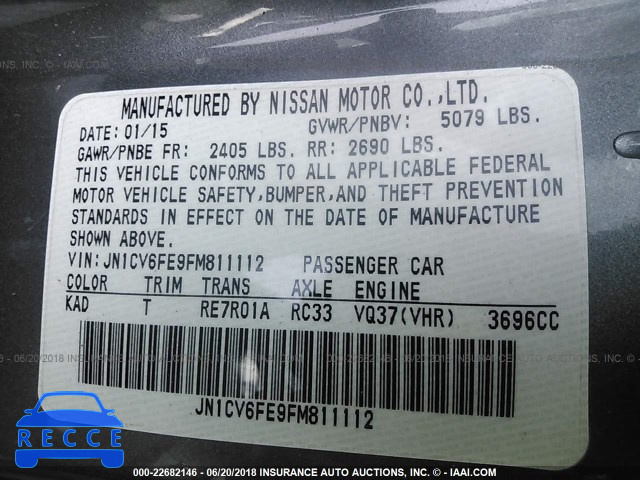 MANUFACTURED BY NISSAN MOTOR CO.,LTD.
DATE: 01/15 GVWR/PNBV: 5079 LBS.
GAWR/PNBE FR: 2405 LBS. RR: 2690 LBS.
THIS VEHICLE CONFORMS TO ALL APPLICABLE FEDERAL
MOTOR VEHICLE SAFETY,BUMPER,AND THEFT PREVENTION
STANDARDS IN EFFECT ON THE DATE OF MANUFACTURE
SHOWN ABOVE.
VIN: JN1CV6FE9FM811112 PASSENGER CAR
COLOR TRIM TRANS AXLE ENGINE
KAD T RE7R01A RC33 VQ37(VHR) 3696CC
JN1CV6FE9FM811112
RECCE
000-22682146 - 06/20/2018 INSURANCE AUTO AUCTIONS, INC. - © - IAAI.COM